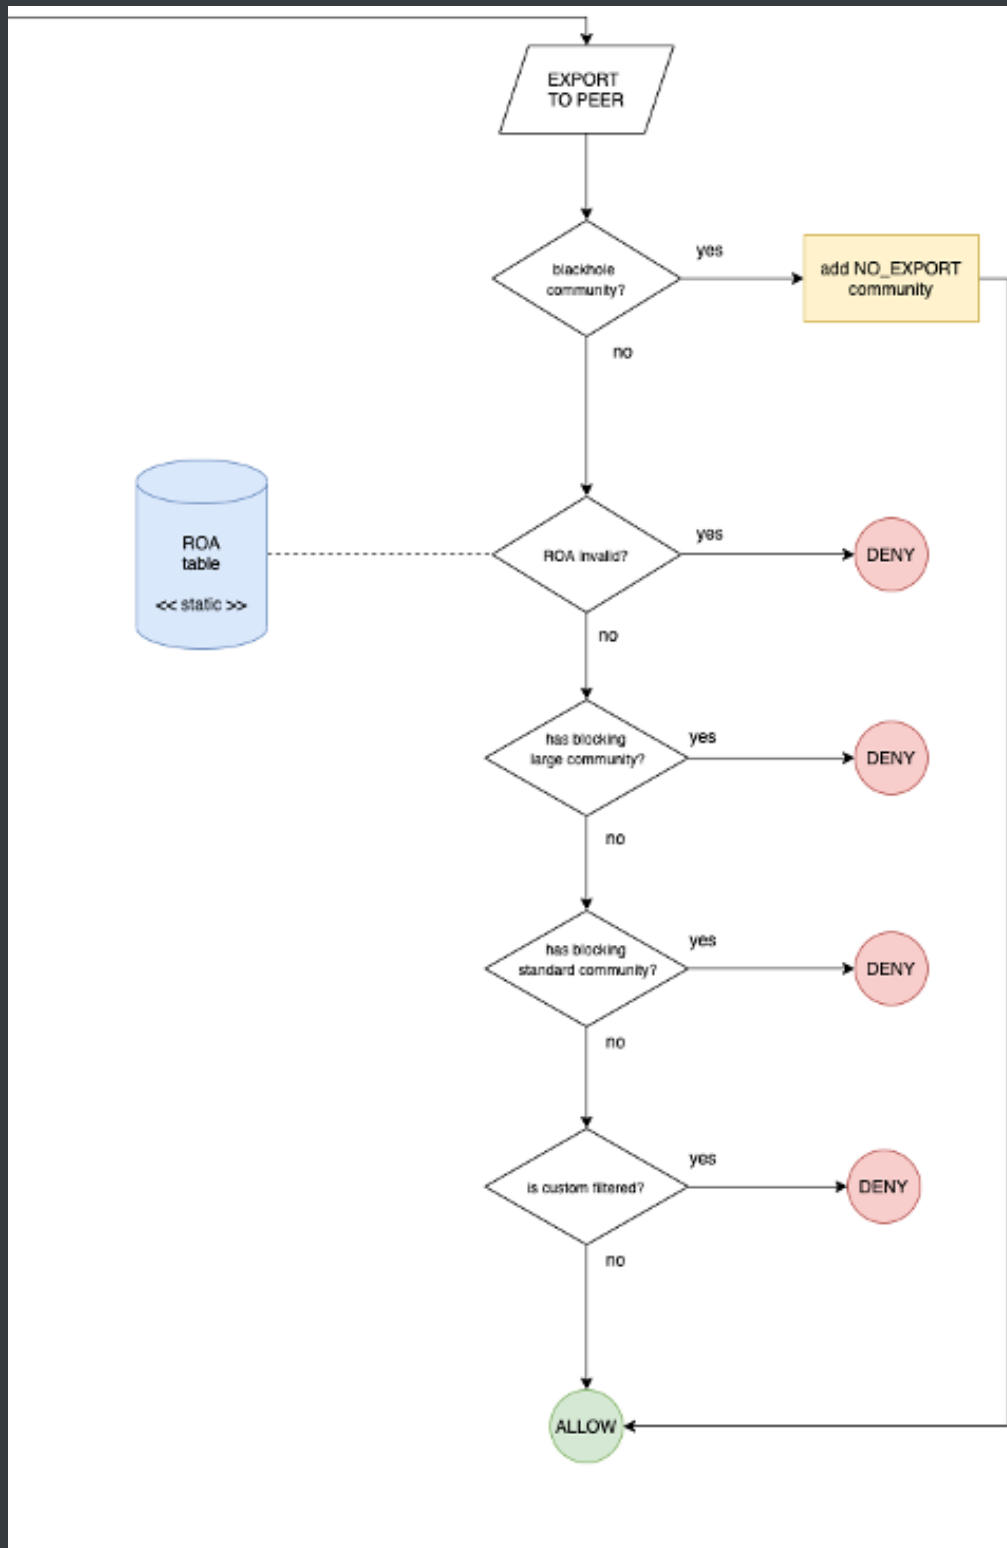 EXPORT
TO PEER
blackhole
community?
yes
add NO_EXPORT
community
no
ROA
table
<< static >>
ROA invalid?
yes
DENY
no
has blocking
large community?
yes
DENY
no
has blocking
standard community?
yes
DENY
no
is custom filtered?
yes
DENY
no
ALLOW